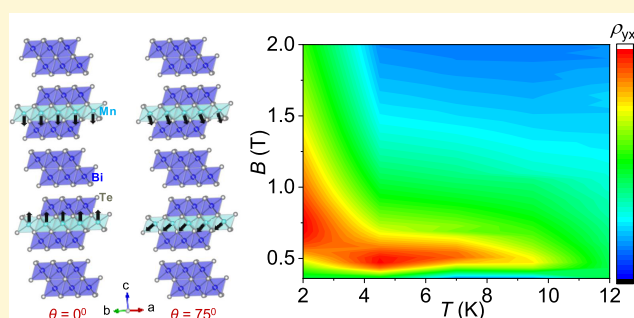 Mn
Bi
Te
c
b
a
θ = 0⁰
θ = 75⁰
ρyx
B (T)
2.0
1.5
1.0
0.5
2 4 6 8 10 12
T (K)